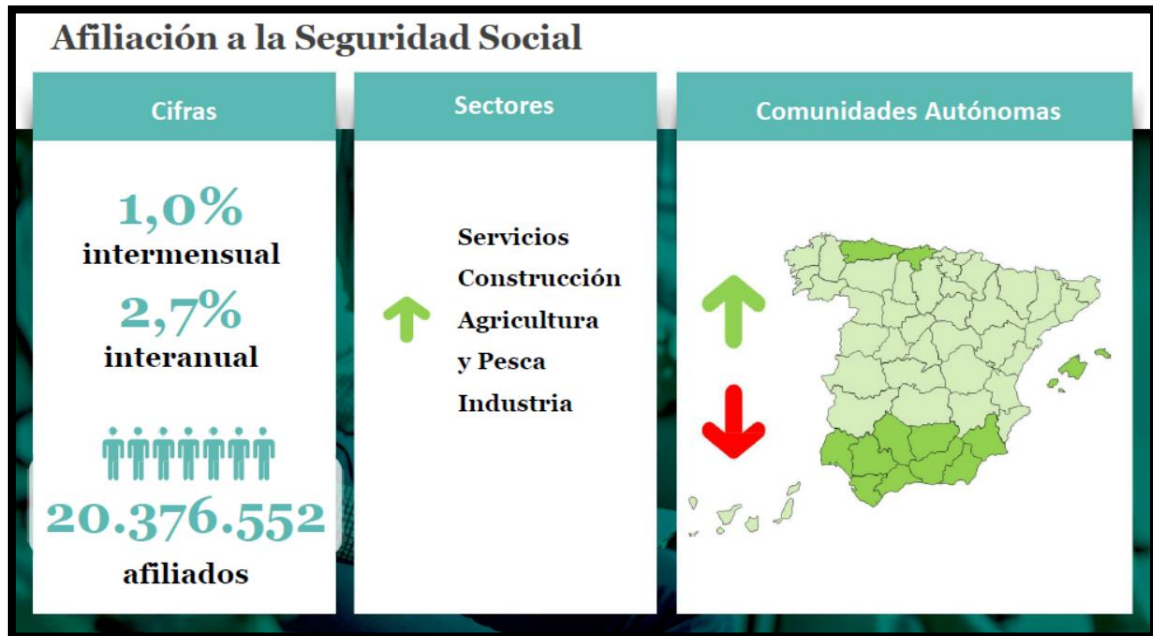 Afiliación a la Seguridad Social
Cifras
1,0%
intermensual
2,7%
interanual
20.376.552
afiliados
Sectores
Servicios
Construcción
Agricultura
y Pesca
Industria
Comunidades Autónomas